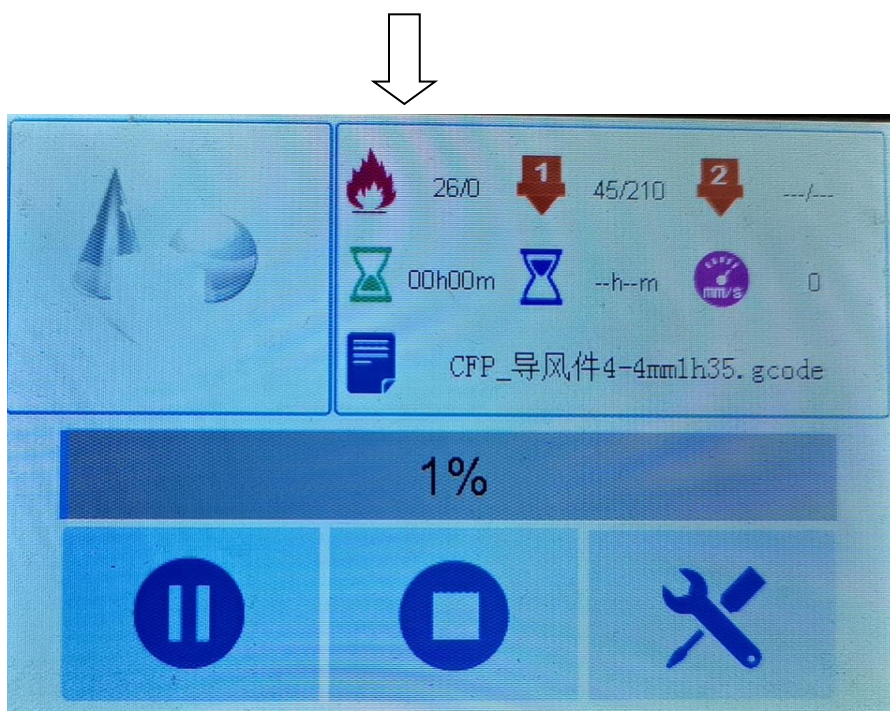 26/0 1 45/210 2 ---/---
00h00m --h--m mm/s 0
CFP_导风件4-4mm1h35.gcode
1%